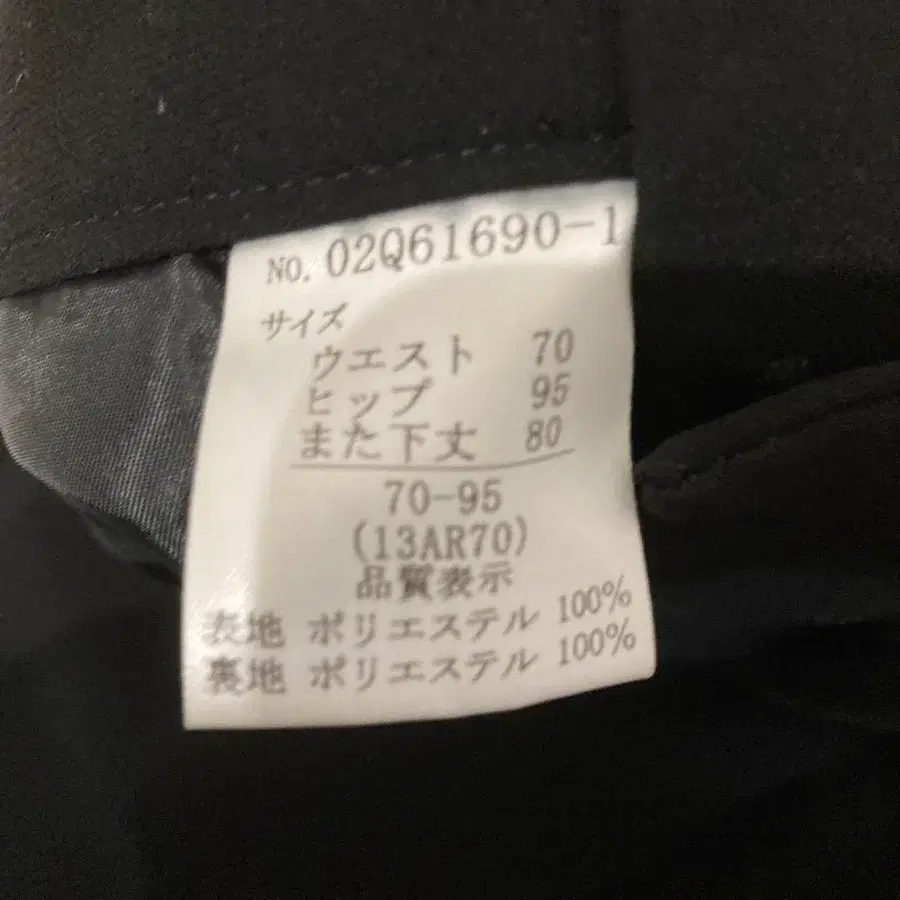 NO. 02Q61690-1
サイズ
ウエスト 70
ヒップ 95
また下丈 80
70-95
(13AR70)
品質表示
表地 ポリエステル 100%
裏地 ポリエステル 100%